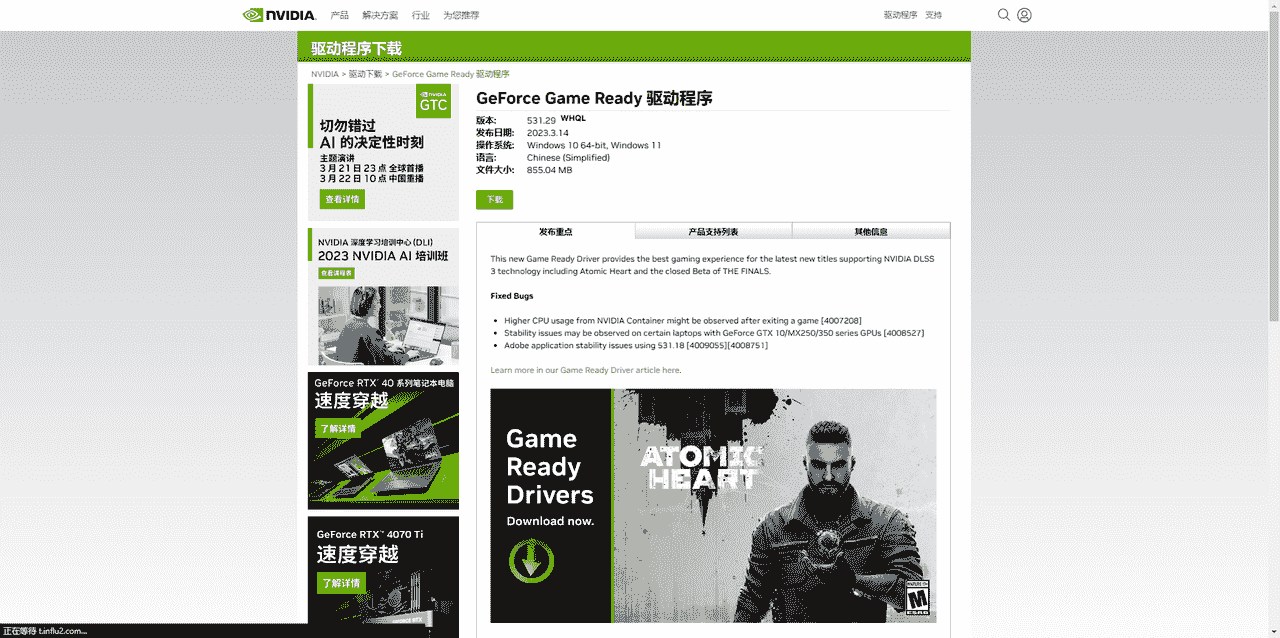 NVIDIA.
产品 解决方案 行业 为您推荐
驱动程序 支持
驱动程序下载
NVIDIA > 驱动下载 > GeForce Game Ready 驱动程序
NVIDIA
GTC
切勿错过
AI 的决定性时刻
主题演讲
3 月 21 日 23 点 全球首播
3 月 22 日 10 点 中国重播
查看详情
NVIDIA 深度学习培训中心 (DLI)
2023 NVIDIA AI 培训班
查看课程表
GeForce RTX™ 40 系列笔记本电脑
速度穿越
了解详情
GeForce RTX™ 4070 Ti
速度穿越
了解详情
GeForce Game Ready 驱动程序
版本: 531.29 WHQL
发布日期: 2023.3.14
操作系统: Windows 10 64-bit, Windows 11
语言: Chinese (Simplified)
文件大小: 855.04 MB
下载
发布重点 产品支持列表 其他信息
This new Game Ready Driver provides the best gaming experience for the latest new titles supporting NVIDIA DLSS
3 technology including Atomic Heart and the closed Beta of THE FINALS.
Fixed Bugs
• Higher CPU usage from NVIDIA Container might be observed after exiting a game [4007208]
• Stability issues may be observed on certain laptops with GeForce GTX 10/MX250/350 series GPUs [4008527]
• Adobe application stability issues using 531.18 [4009055][4008751]
Learn more in our Game Ready Driver article here.
Game
Ready
Drivers
Download now.
ATOMIC
HEART
MATURE 17+
M
ESRB
正在等待 t.influ2.com...